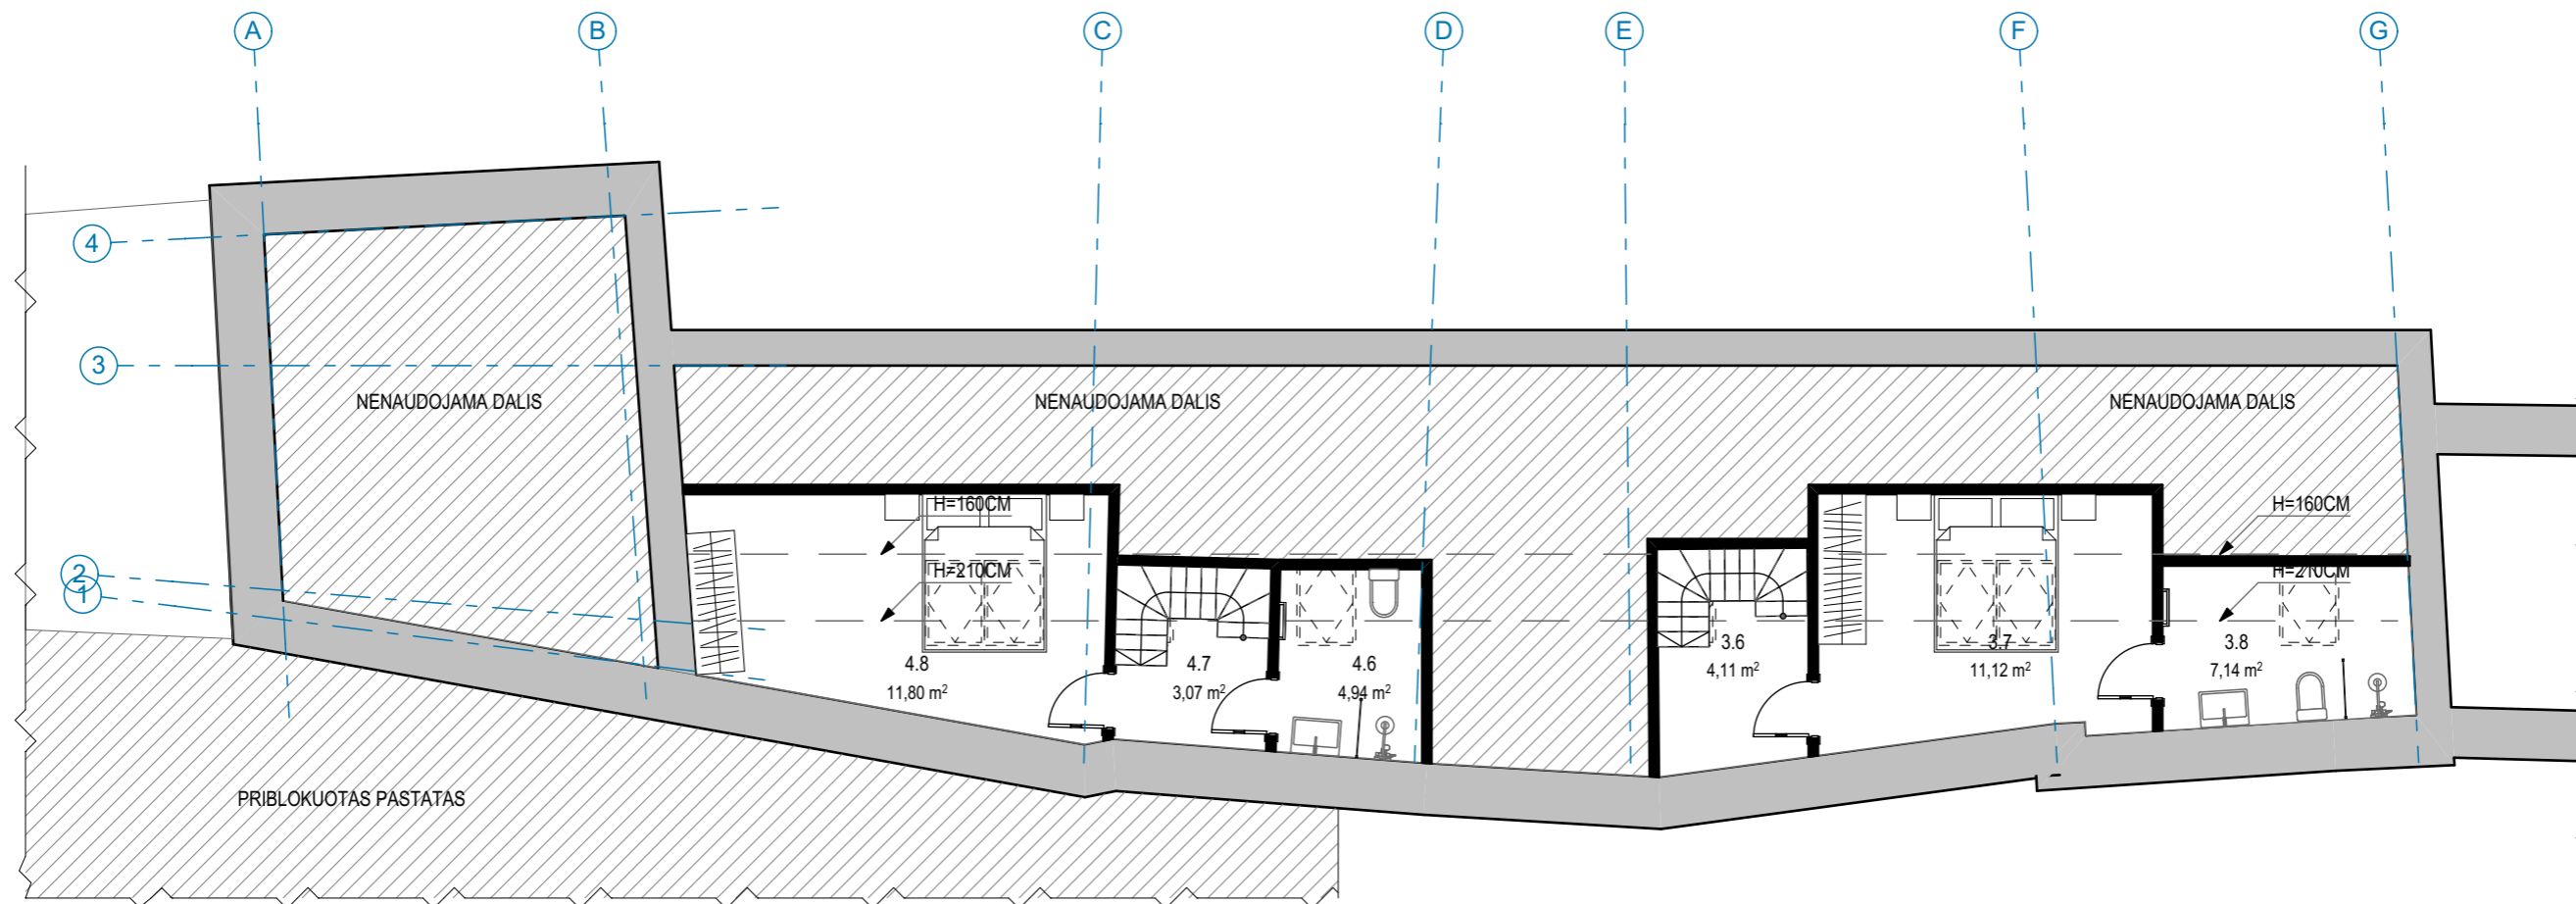 A
B
C
D
E
F
G
4
3
2
1
NENAUDOJAMA DALIS
NENAUDOJAMA DALIS
NENAUDOJAMA DALIS
H=160CM
H=160CM
H=210CM
H=210CM
4.8
11,80 m²
4.7
3,07 m²
4.6
4,94 m²
3.6
4,11 m²
3.7
11,12 m²
3.8
7,14 m²
PRIBLOKUOTAS PASTATAS